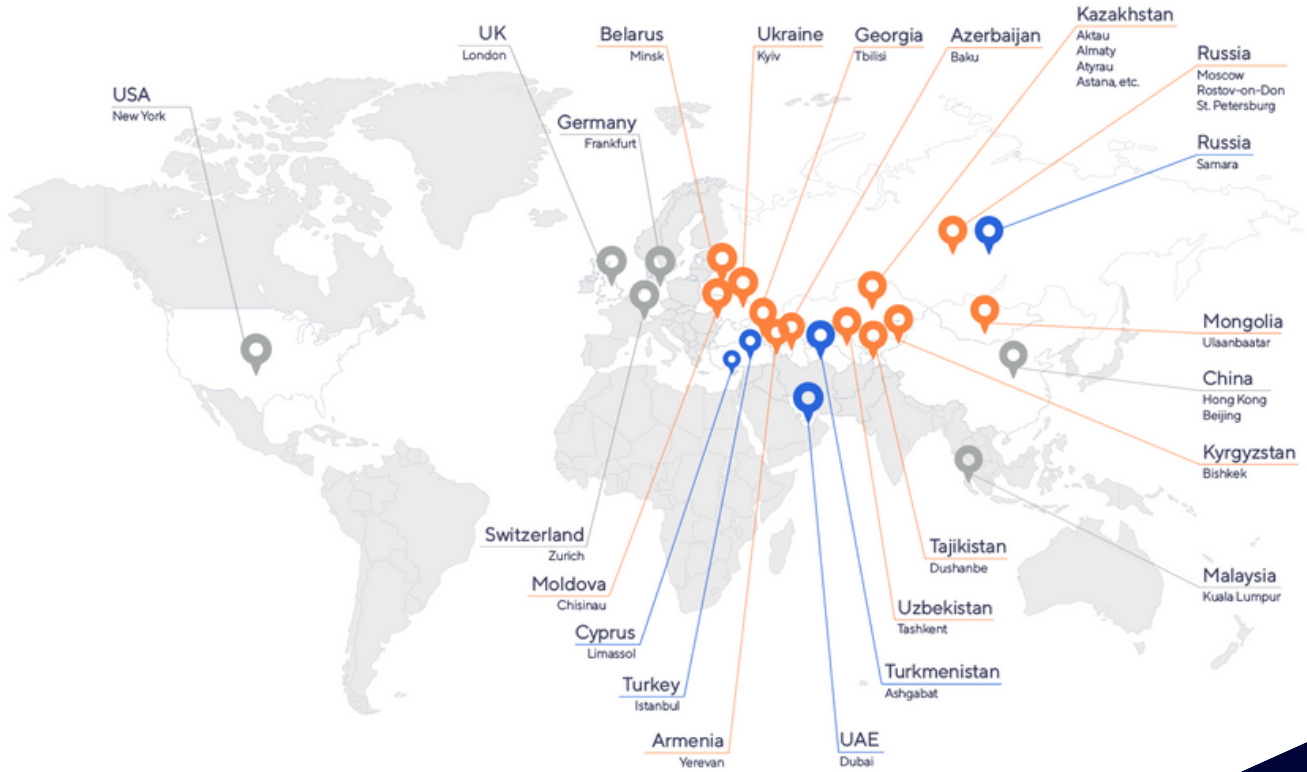 USA
New York
UK
London
Germany
Frankfurt
Belarus
Minsk
Ukraine
Kyiv
Georgia
Tbilisi
Azerbaijan
Baku
Kazakhstan
Aktau
Almaty
Atyrau
Astana, etc.
Russia
Moscow
Rostov-on-Don
St. Petersburg
Russia
Samara
Mongolia
Ulaanbaatar
China
Hong Kong
Beijing
Kyrgyzstan
Bishkek
Malaysia
Kuala Lumpur
Switzerland
Zurich
Moldova
Chisinau
Cyprus
Limassol
Turkey
Istanbul
Armenia
Yerevan
Tajikistan
Dushanbe
Uzbekistan
Tashkent
Turkmenistan
Ashgabat
UAE
Dubai